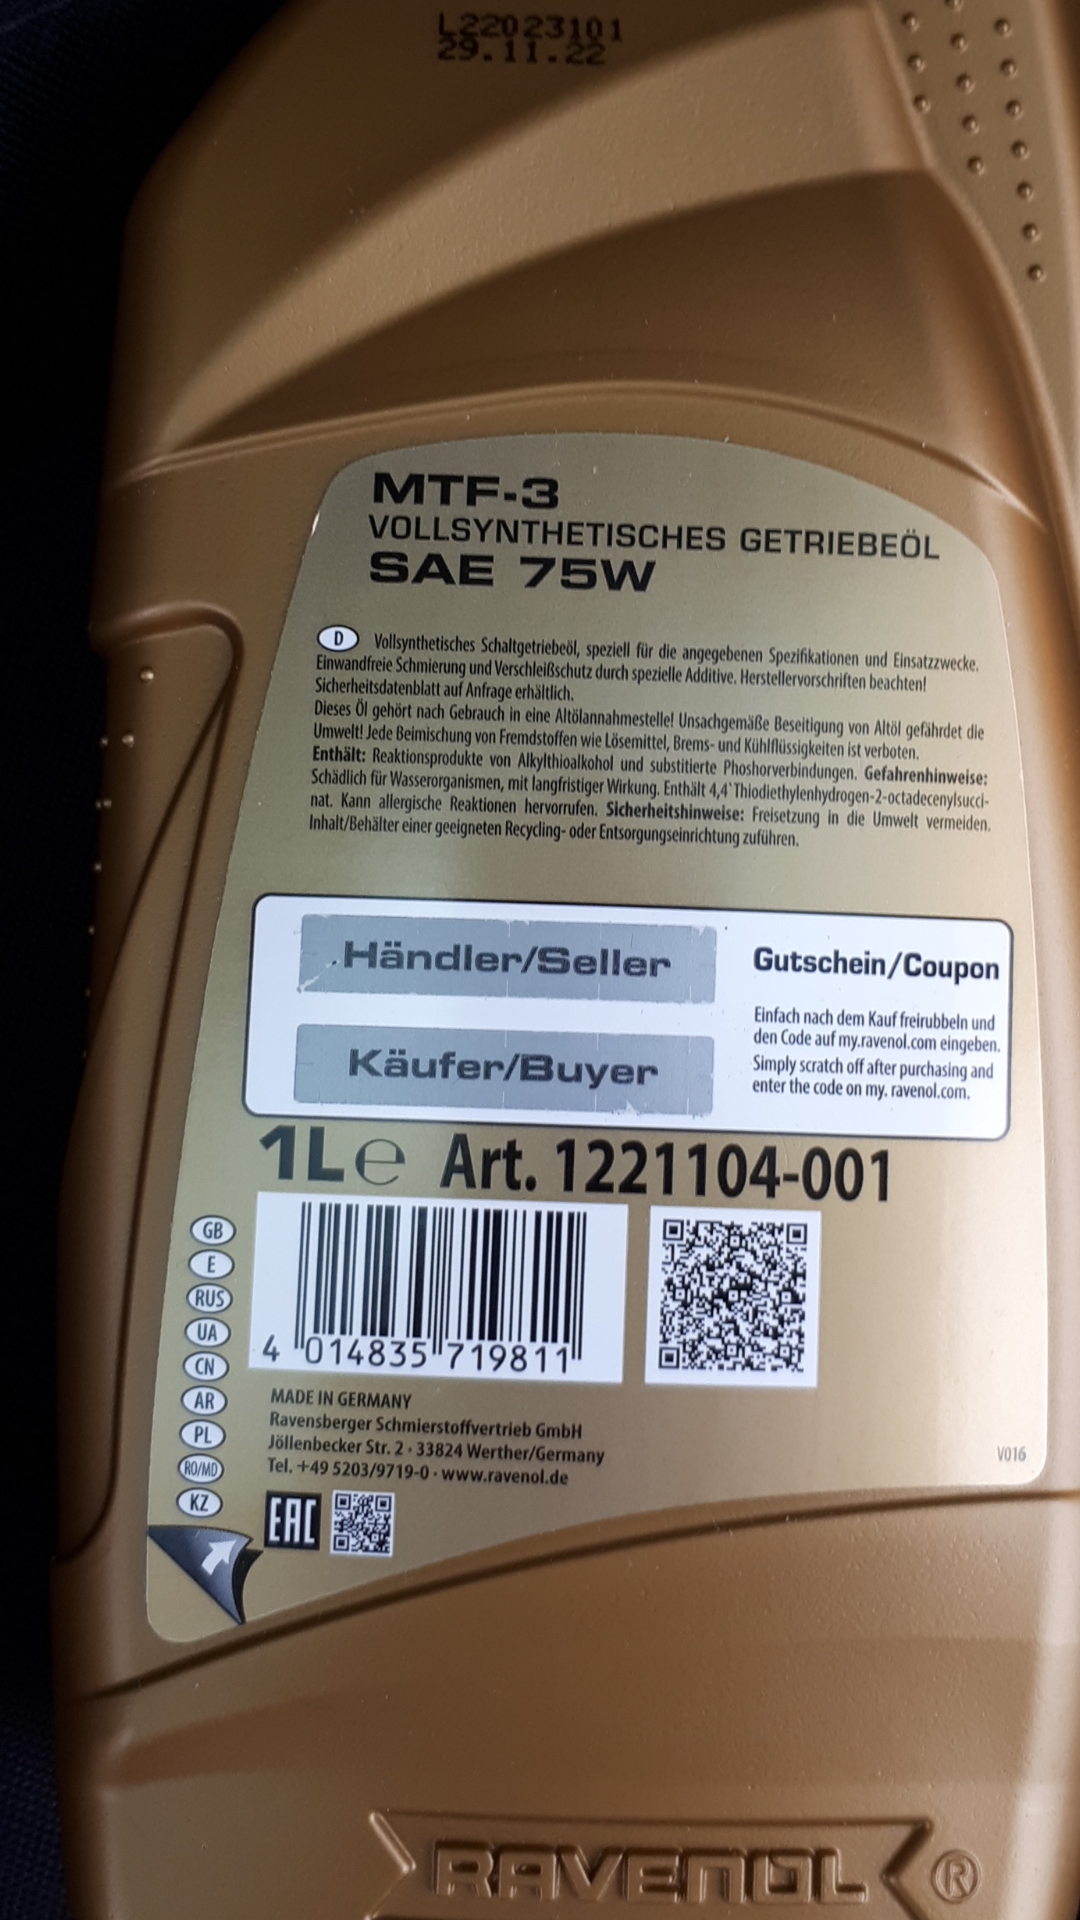 L22023101
29.11.22
MTF-3
VOLLSYNTHETISCHES GETRIEBEÖL
SAE 75W
D Vollsynthetisches Schaltgetriebeöl, speziell für die angegebenen Spezifikationen und Einsatzzwecke.
Einwandfreie Schmierung und Verschleißschutz durch spezielle Additive. Herstellervorschriften beachten!
Sicherheitsdatenblatt auf Anfrage erhältlich.
Dieses Öl gehört nach Gebrauch in eine Altölannahmestelle! Unsachgemäße Beseitigung von Altöl gefährdet die
Umwelt! Jede Beimischung von Fremdstoffen wie Lösemittel, Brems- und Kühlflüssigkeiten ist verboten.
Enthält: Reaktionsprodukte von Alkylthioalkohol und substitierte Phoshorverbindungen. Gefahrenhinweise:
Schädlich für Wasserorganismen, mit langfristiger Wirkung. Enthält 4,4`Thiodiethylenhydrogen-2-octadecenylsucci-
nat. Kann allergische Reaktionen hervorrufen. Sicherheitshinweise: Freisetzung in die Umwelt vermeiden.
Inhalt/Behälter einer geeigneten Recycling- oder Entsorgungseinrichtung zuführen.
Händler/Seller
Käufer/Buyer
Gutschein/Coupon
Einfach nach dem Kauf freirubbeln und
den Code auf my.ravenol.com eingeben.
Simply scratch off after purchasing and
enter the code on my. ravenol.com.
1L℮ Art. 1221104-001
GB
E
RUS
UA
CN
AR
PL
RO/MD
KZ
4 014835 719811
MADE IN GERMANY
Ravensberger Schmierstoffvertrieb GmbH
Jöllenbecker Str. 2 · 33824 Werther/Germany
Tel. +49 5203/9719-0 · www.ravenol.de
V016
EAC
RAVENOL ®